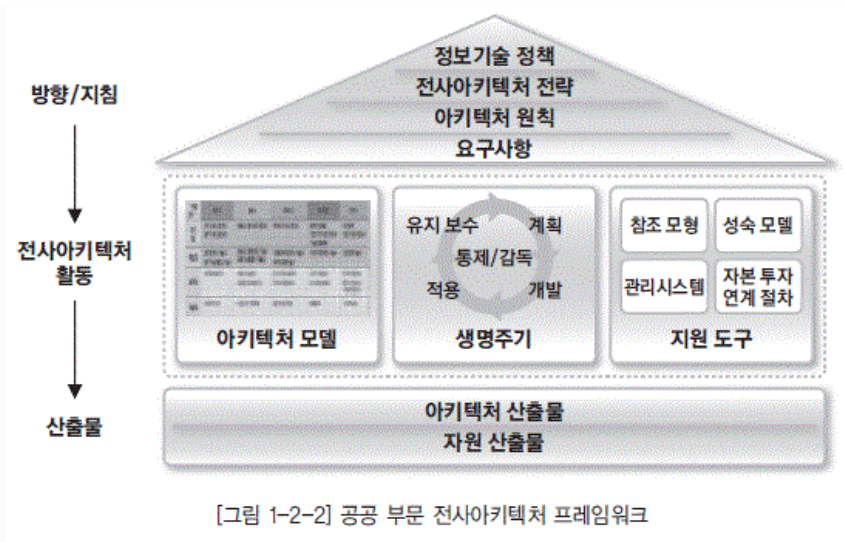 방향/지침
전사아키텍처
활동
산출물
정보기술 정책
전사아키텍처 전략
아키텍처 원칙
요구사항
아키텍처 모델
유지 보수
계획
통제/감독
적용
개발
생명주기
참조 모형
성숙 모델
관리시스템
자본 투자
연계 절차
지원 도구
아키텍처 산출물
자원 산출물
[그림 1-2-2] 공공 부문 전사아키텍처 프레임워크